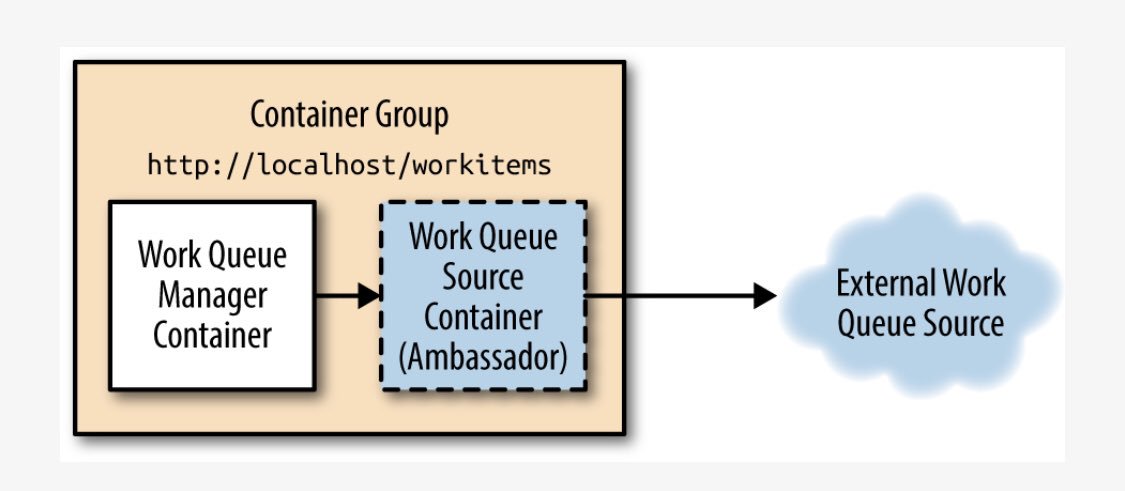 Container Group
http://localhost/workitems
Work Queue
Manager
Container
Work Queue
Source
Container
(Ambassador)
External Work
Queue Source